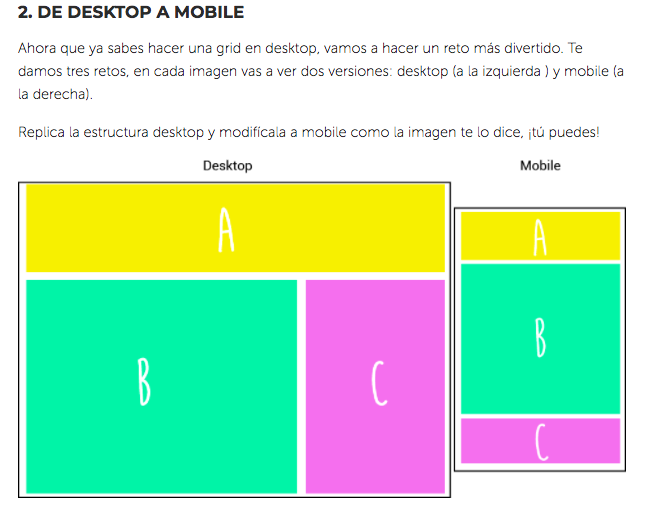 2. DE DESKTOP A MOBILE
Ahora que ya sabes hacer una grid en desktop, vamos a hacer un reto más divertido. Te
damos tres retos, en cada imagen vas a ver dos versiones: desktop (a la izquierda ) y mobile (a
la derecha).
Replica la estructura desktop y modifícala a mobile como la imagen te lo dice, ¡tú puedes!
Desktop
A
B
C
Mobile
A
B
C